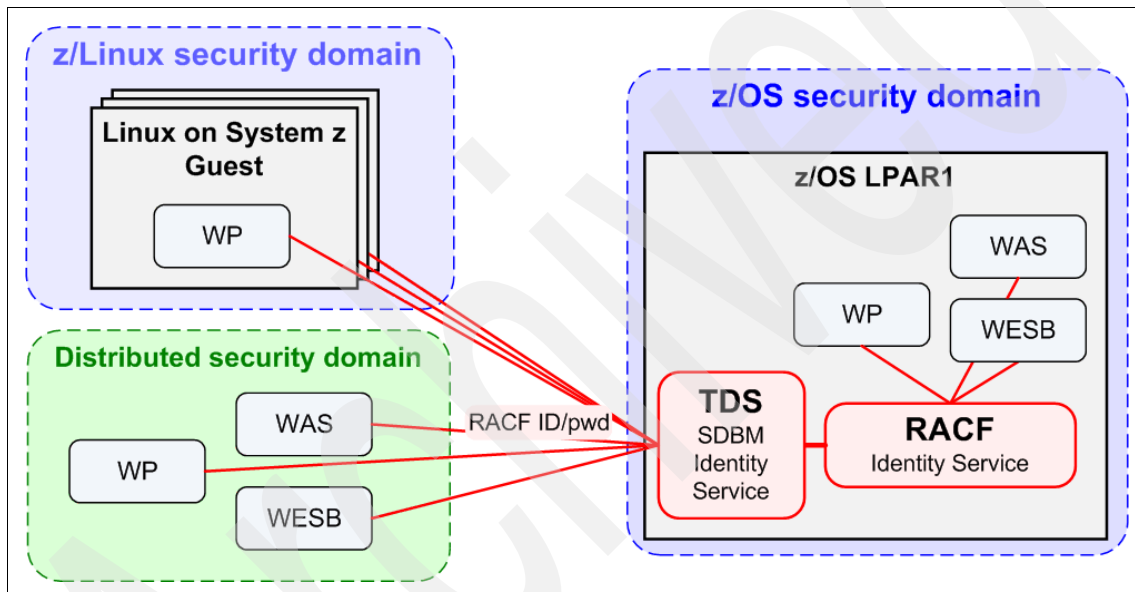 z/Linux security domain
Linux on System z
Guest
WP
Distributed security domain
WAS
WP
WESB
RACF ID/pwd
z/OS security domain
z/OS LPAR1
WAS
WP
WESB
TDS
SDBM
Identity
Service
RACF
Identity Service